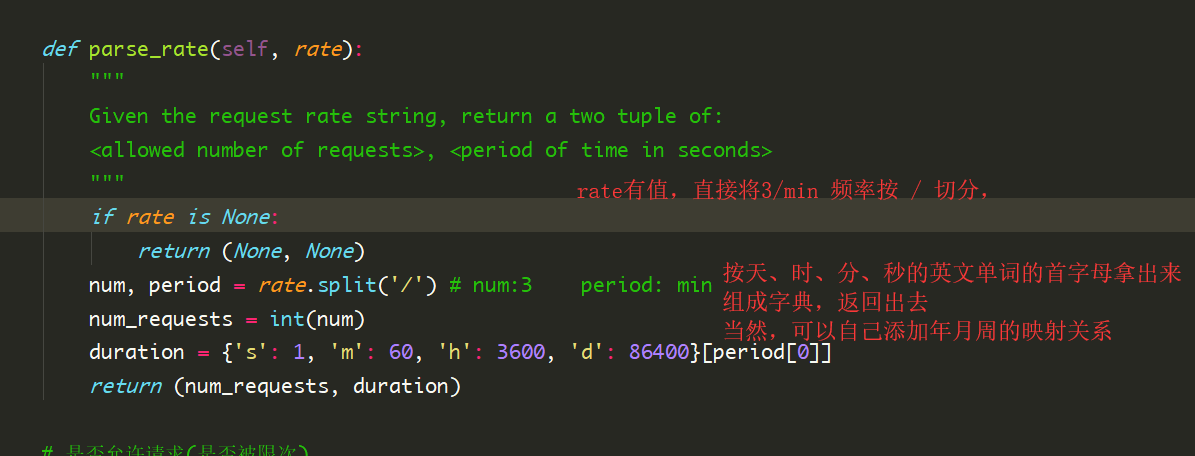 def parse_rate(self, rate):
"""
Given the request rate string, return a two tuple of:
<allowed number of requests>, <period of time in seconds>
"""
rate有值，直接将3/min 频率按 / 切分，
if rate is None:
return (None, None)
num, period = rate.split('/') # num:3    period: min
按天、时、分、秒的英文单词的首字母拿出来
组成字典，返回出去
num_requests = int(num)
当然，可以自己添加年月周的映射关系
duration = {'s': 1, 'm': 60, 'h': 3600, 'd': 86400}[period[0]]
return (num_requests, duration)
# 是否允许请求(是否被限次)